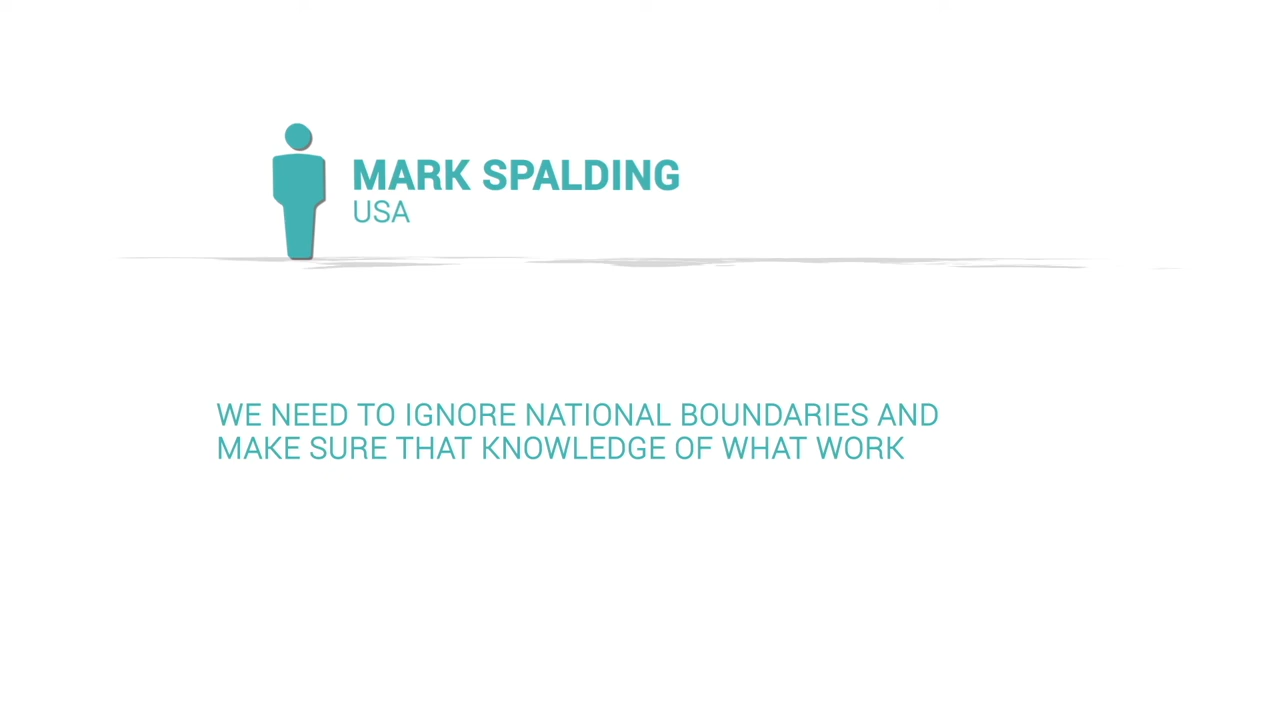 MARK SPALDING
USA
WE NEED TO IGNORE NATIONAL BOUNDARIES AND
MAKE SURE THAT KNOWLEDGE OF WHAT WORK